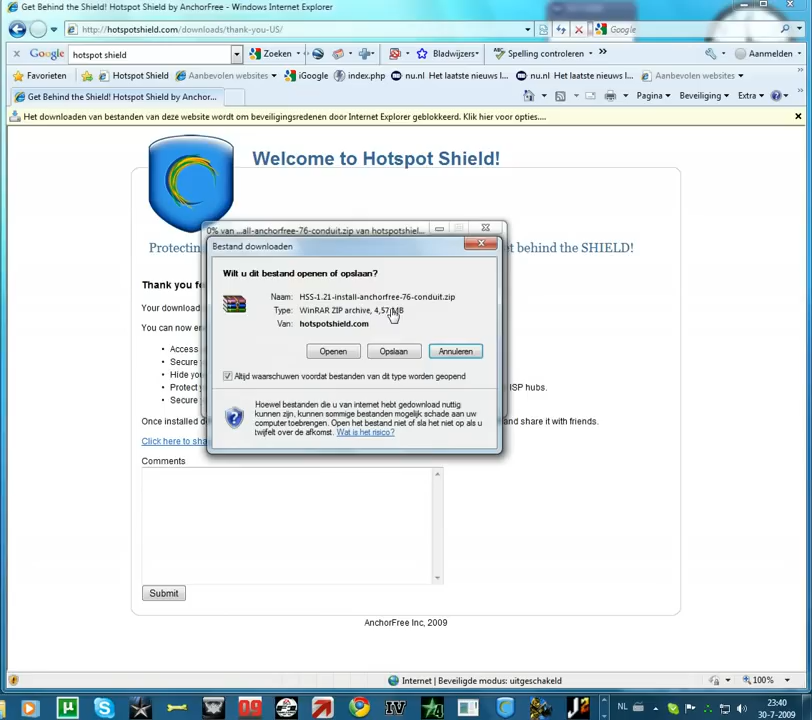 Get Behind the Shield! Hotspot Shield by AnchorFree - Windows Internet Explorer
http://hotspotshield.com/downloads/thank-you-US/
Google
Google
hotspot shield
Zoeken
Bladwijzers
Spelling controleren
Aanmelden
Favorieten
Hotspot Shield
Aanbevolen websites
iGoogle
index.php
nu.nl Het laatste nieuws l...
nu.nl Het laatste nieuws l...
Aanbevolen websites
Get Behind the Shield! Hotspot Shield by AnchorFr...
Pagina
Beveiliging
Extra
Het downloaden van bestanden van deze website wordt om beveiligingsredenen door Internet Explorer geblokkeerd. Klik hier voor opties....
Welcome to Hotspot Shield!
0% van ...all-anchorfree-76-conduit.zip van hotspotshiel...
Protecting
et behind the SHIELD!
Bestand downloaden
Wilt u dit bestand openen of opslaan?
Naam: HSS-1.21-install-anchorfree-76-conduit.zip
Type: WinRAR ZIP archive, 4,57 MB
Van: hotspotshield.com
Openen
Opslaan
Annuleren
Altijd waarschuwen voordat bestanden van dit type worden geopend
Hoewel bestanden die u van internet hebt gedownload nuttig
kunnen zijn, kunnen sommige bestanden mogelijk schade aan uw
computer toebrengen. Open het bestand niet of sla het niet op als u
twijfelt over de afkomst. Wat is het risico?
Thank you f
Your download
You can now en
Access
Secure
Hide you
Protect y
ISP hubs.
Secure
Once installed d
and share it with friends.
Click here to sha
Comments
Submit
AnchorFree Inc, 2009
Internet | Beveiligde modus: uitgeschakeld
100%
IV
NL
23:40
30-7-2009